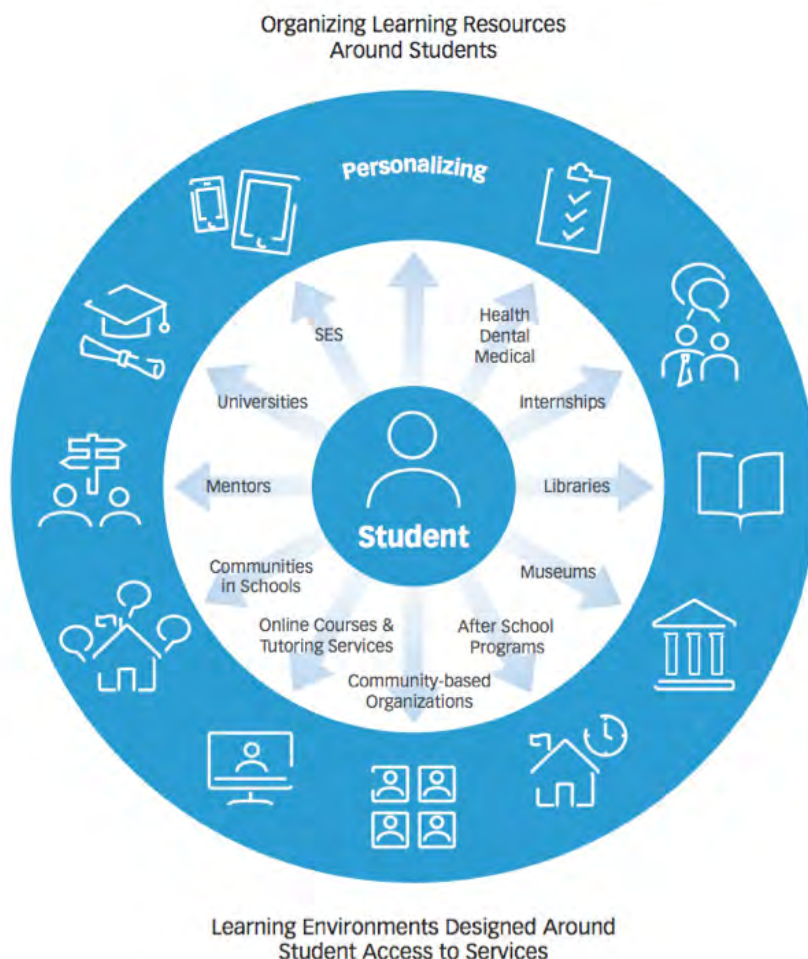 Organizing Learning Resources
Around Students
Personalizing
SES
Health
Dental
Medical
Universities
Internships
Mentors
Libraries
Student
Communities
in Schools
Museums
Online Courses &
Tutoring Services
After School
Programs
Community-based
Organizations
Learning Environments Designed Around
Student Access to Services